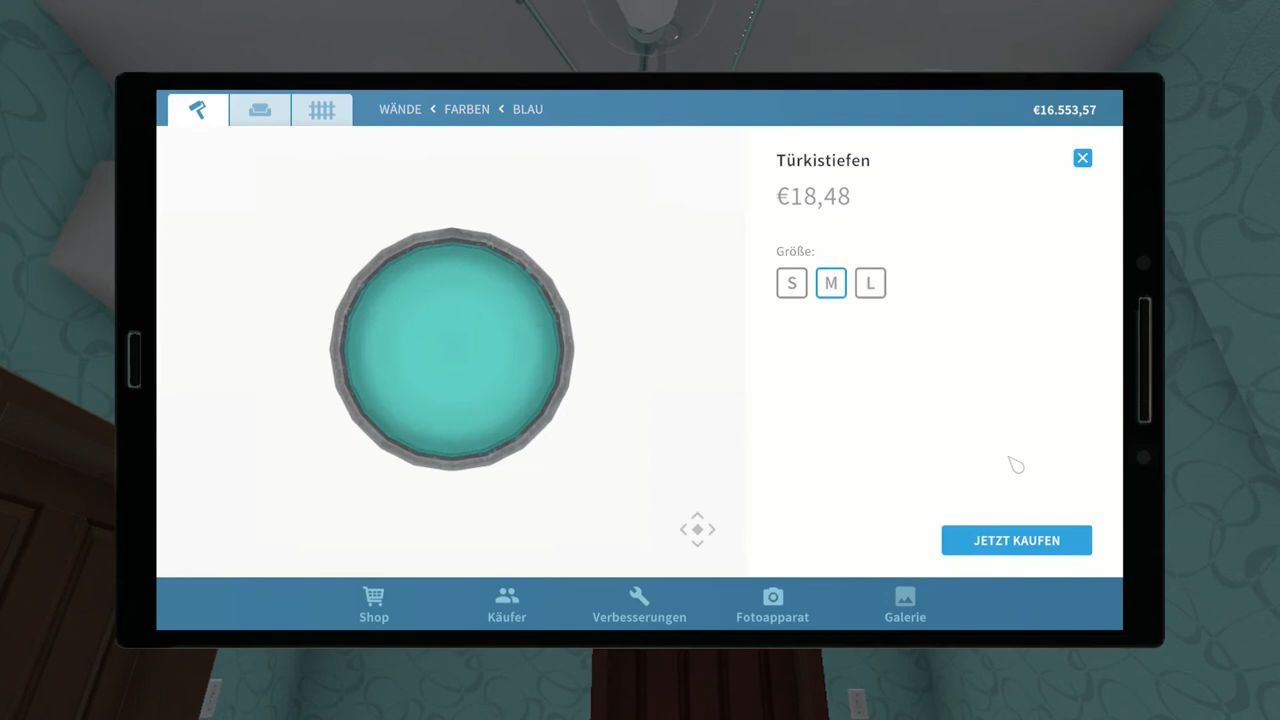 WÄNDE < FARBEN < BLAU
€16.553,57
Türkistiefen
€18,48
Größe:
S M L
JETZT KAUFEN
Shop Käufer Verbesserungen Fotoapparat Galerie